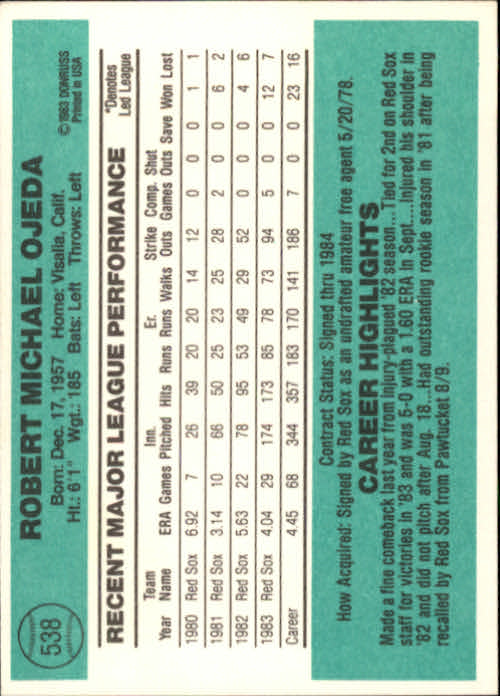 538
ROBERT MICHAEL OJEDA
Born: Dec. 17, 1957 Home: Visalia, Calif.
Ht.: 6'1" Wgt.: 185 Bats: Left Throws: Left
© 1983 DONRUSS
Printed in USA
RECENT MAJOR LEAGUE PERFORMANCE
*Denotes
Led League
Team Inn. Er. Strike Comp. Shut
Year Name ERA Games Pitched Hits Runs Runs Walks Outs Games Outs Save Won Lost
1980 Red Sox 6.92 7 26 39 20 20 14 12 0 0 0 1 1
1981 Red Sox 3.14 10 66 50 25 23 25 28 2 0 0 6 2
1982 Red Sox 5.63 22 78 95 53 49 29 52 0 0 0 4 6
1983 Red Sox 4.04 29 174 173 85 78 73 94 5 0 0 12 7
Career 4.45 68 344 357 183 170 141 186 7 0 0 23 16
Contract Status: Signed thru 1984
How Acquired: Signed by Red Sox as an undrafted amateur free agent 5/20/78.
CAREER HIGHLIGHTS
Made a fine comeback last year from injury-plagued '82 season...Tied for 2nd on Red Sox
staff for victories in '83 and was 5-0 with a 1.60 ERA in Sept....Injured his shoulder in
'82 and did not pitch after Aug. 18...Had outstanding rookie season in '81 after being
recalled by Red Sox from Pawtucket 8/9.